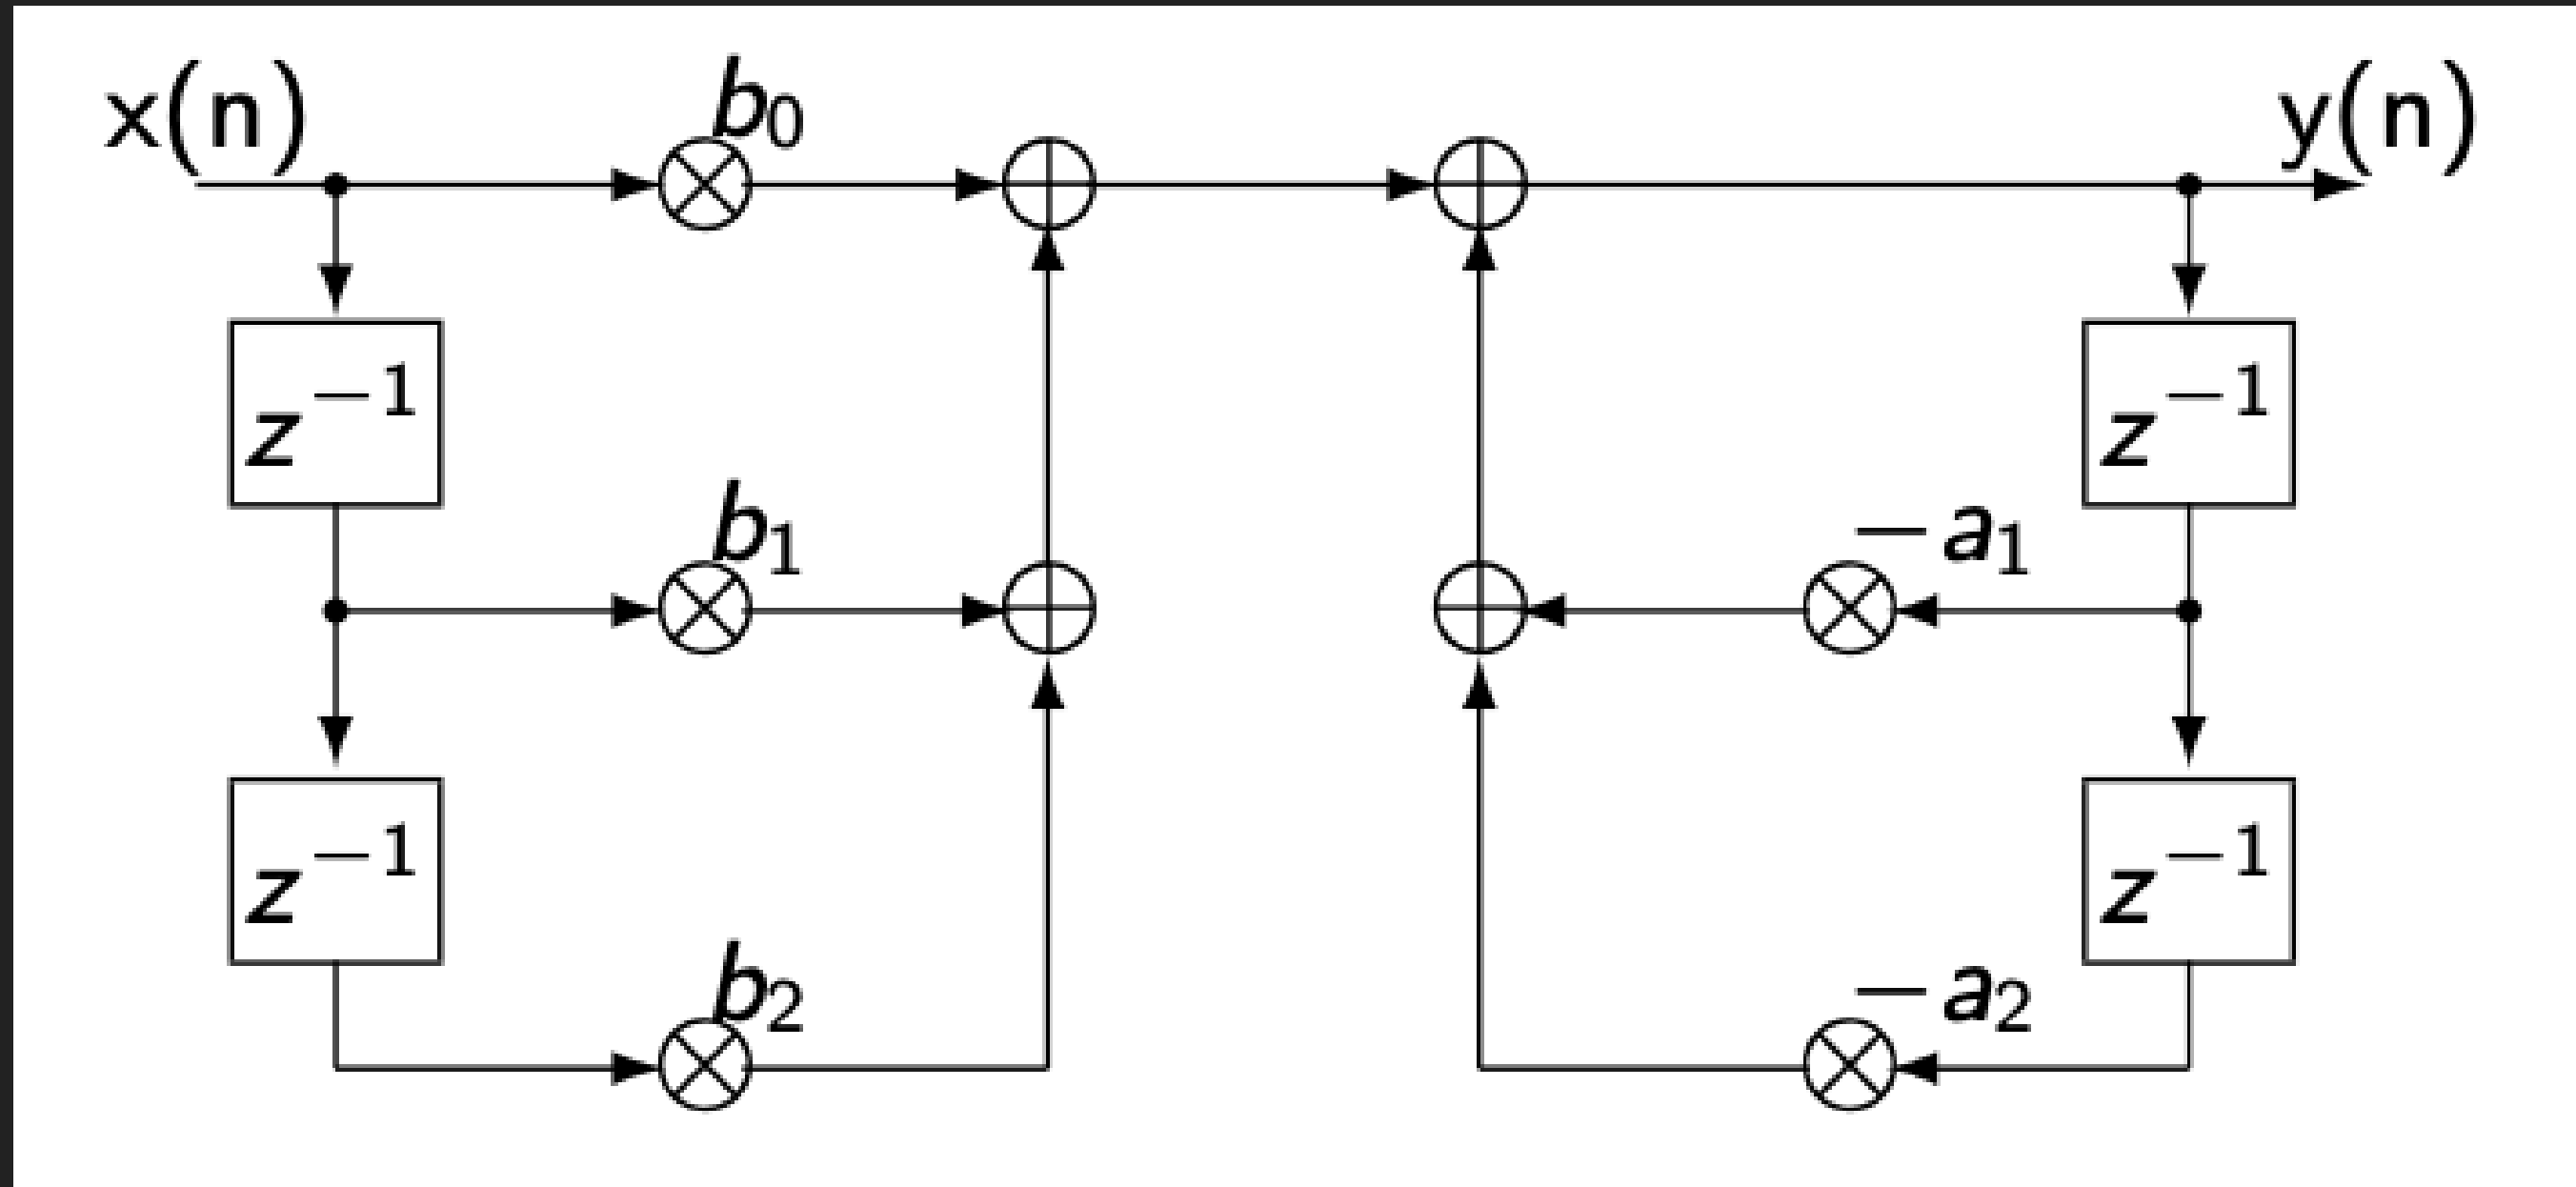 x(n) b₀ y(n)
z⁻¹ z⁻¹
b₁ −a₁
z⁻¹ z⁻¹
b₂ −a₂